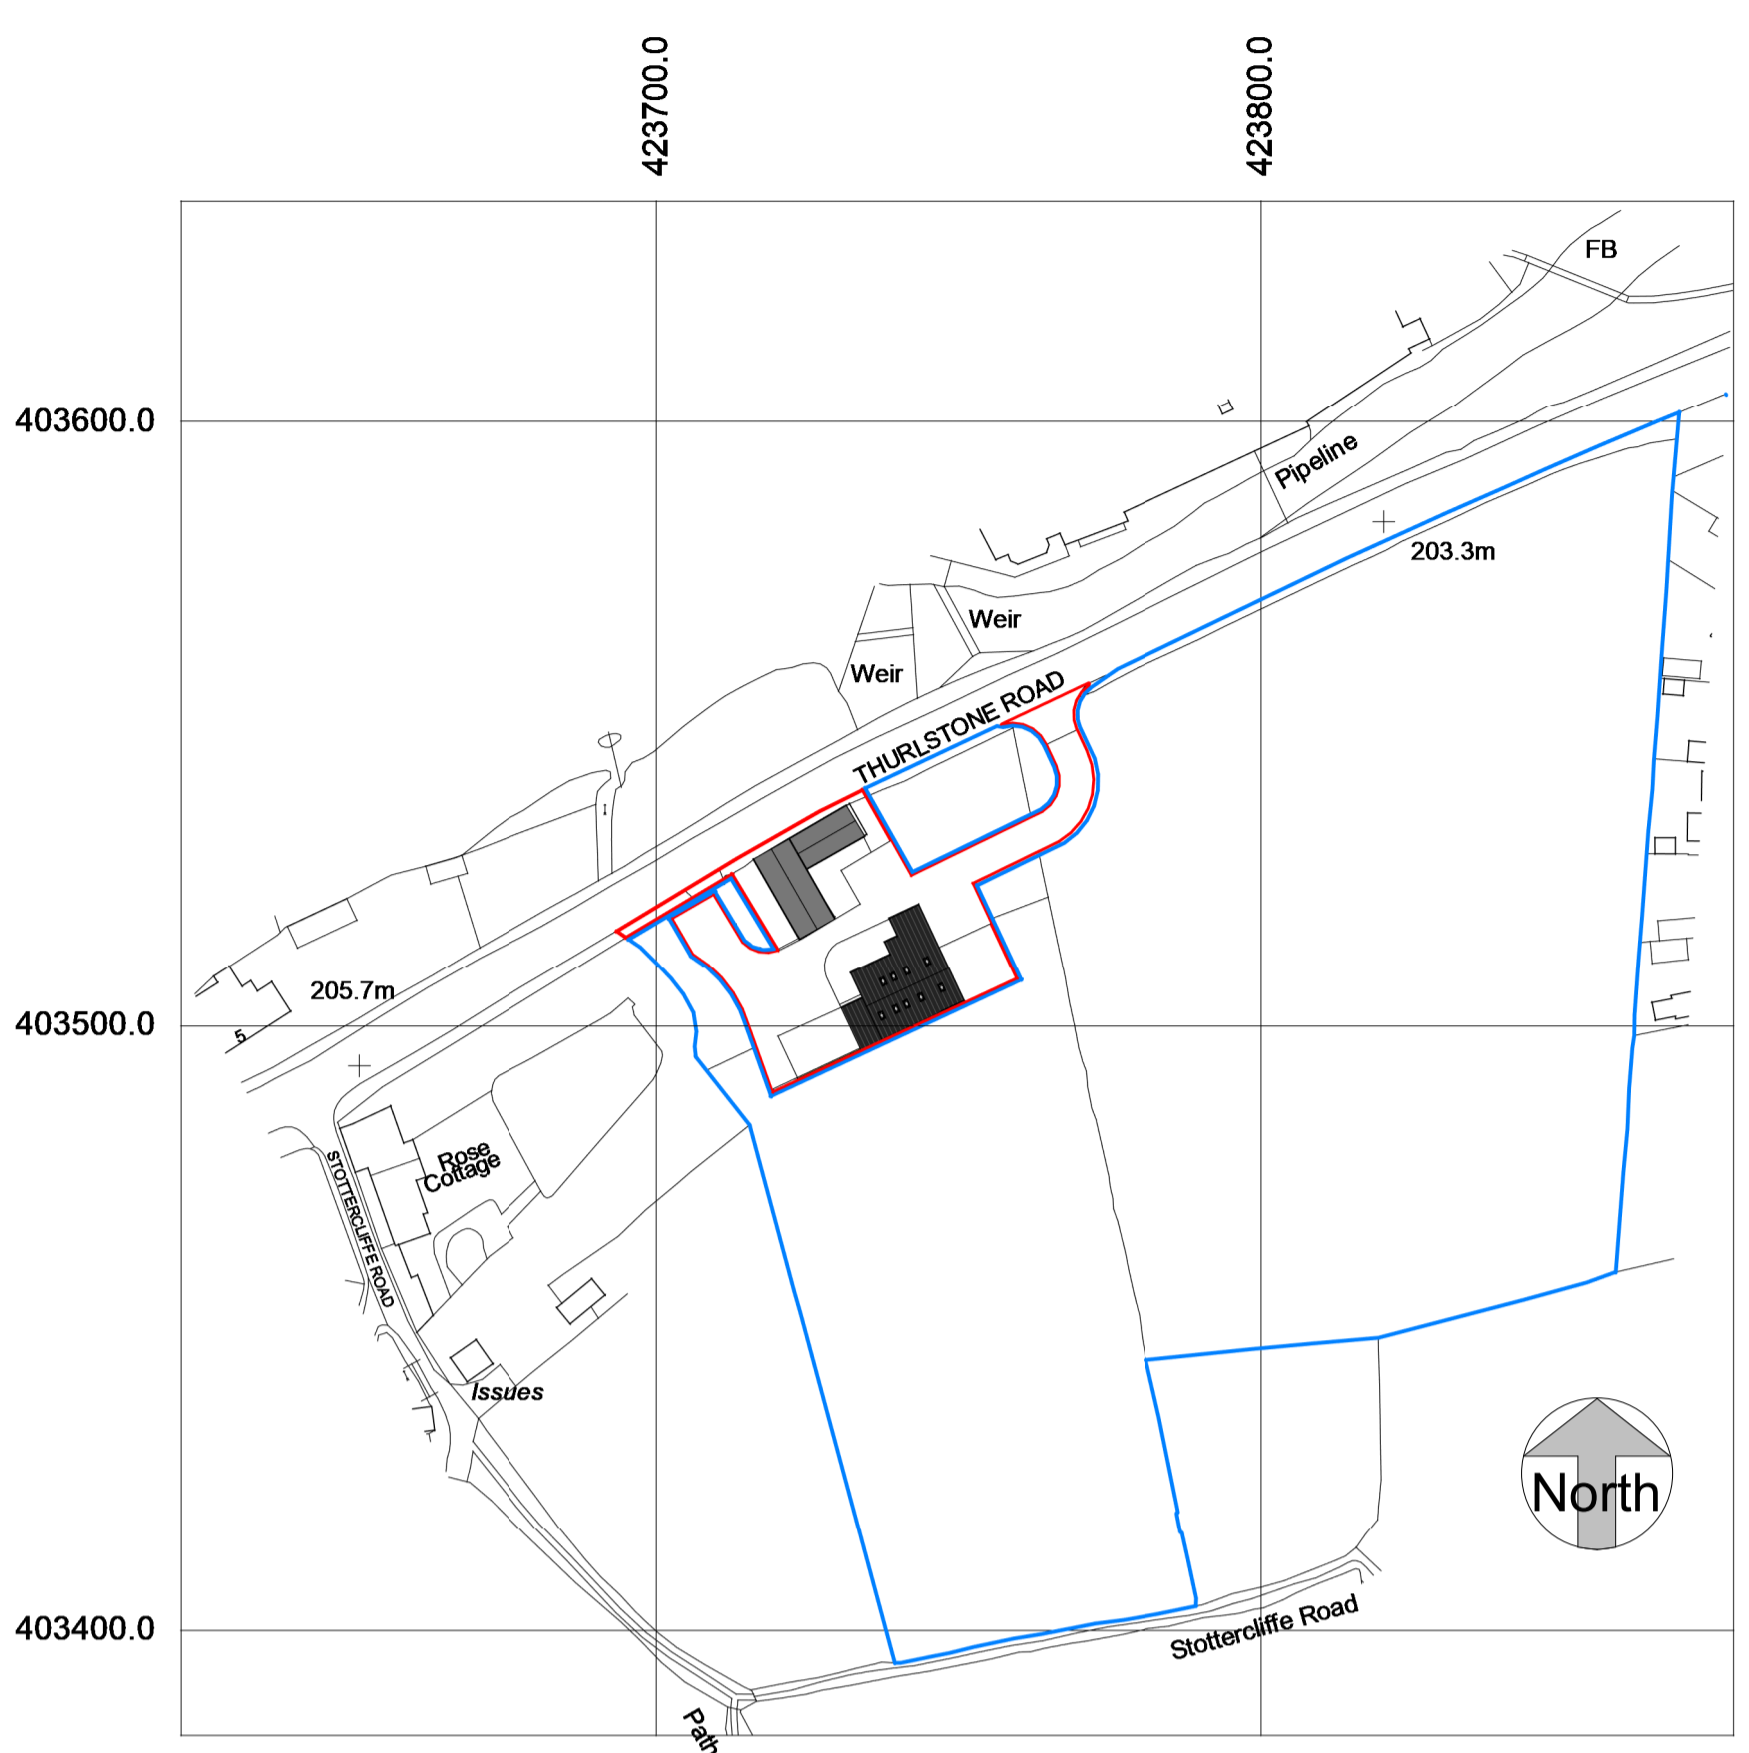 423700.0
423800.0
FB
403600.0
Pipeline
203.3m
Weir
Weir
THURLSTONE ROAD
205.7m
403500.0
5
Rose
Cottage
STOTTERCLIFFE ROAD
Issues
North
403400.0
Stottercliffe Road
Path